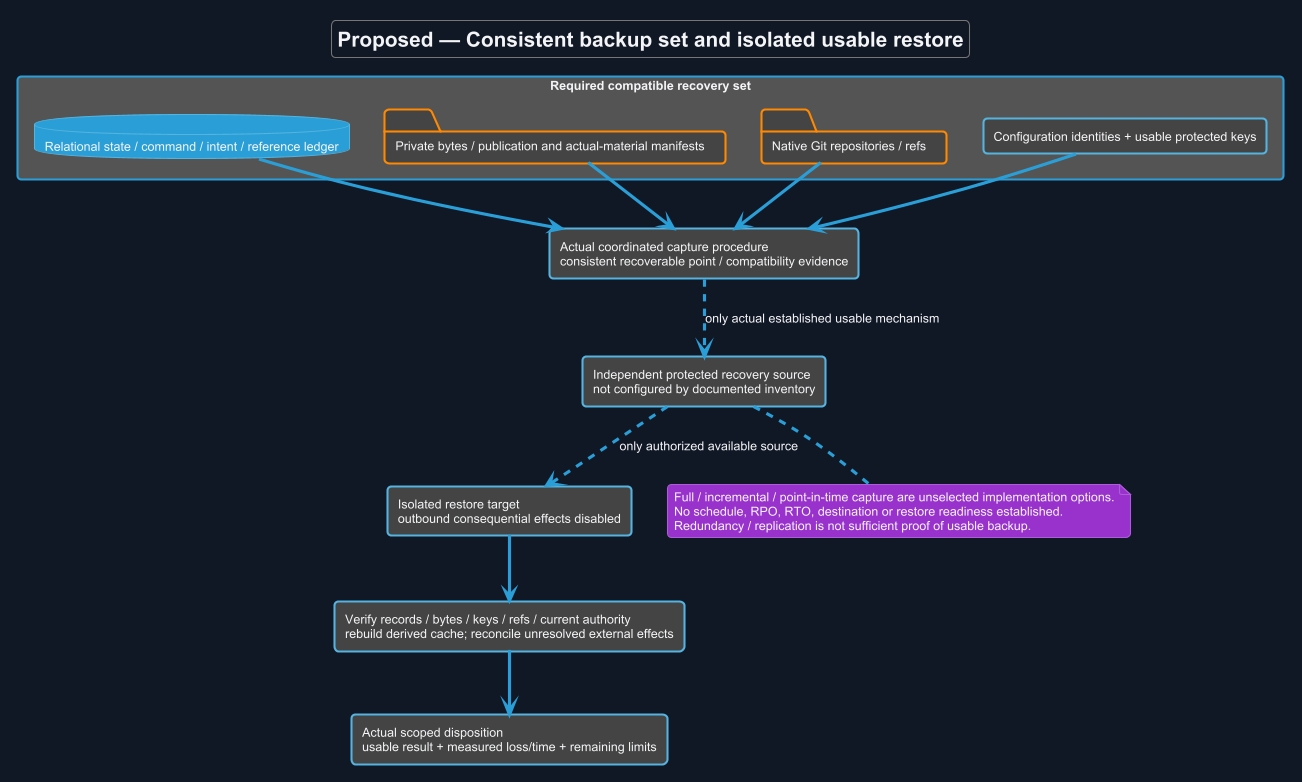 Proposed — Consistent backup set and isolated usable restore
Required compatible recovery set
Relational state / command / intent / reference ledger
Private bytes / publication and actual-material manifests
Native Git repositories / refs
Configuration identities + usable protected keys
Actual coordinated capture procedure
consistent recoverable point / compatibility evidence
only actual established usable mechanism
Independent protected recovery source
not configured by documented inventory
only authorized available source
Isolated restore target
outbound consequential effects disabled
Full / incremental / point-in-time capture are unselected implementation options.
No schedule, RPO, RTO, destination or restore readiness established.
Redundancy / replication is not sufficient proof of usable backup.
Verify records / bytes / keys / refs / current authority
rebuild derived cache; reconcile unresolved external effects
Actual scoped disposition
usable result + measured loss/time + remaining limits